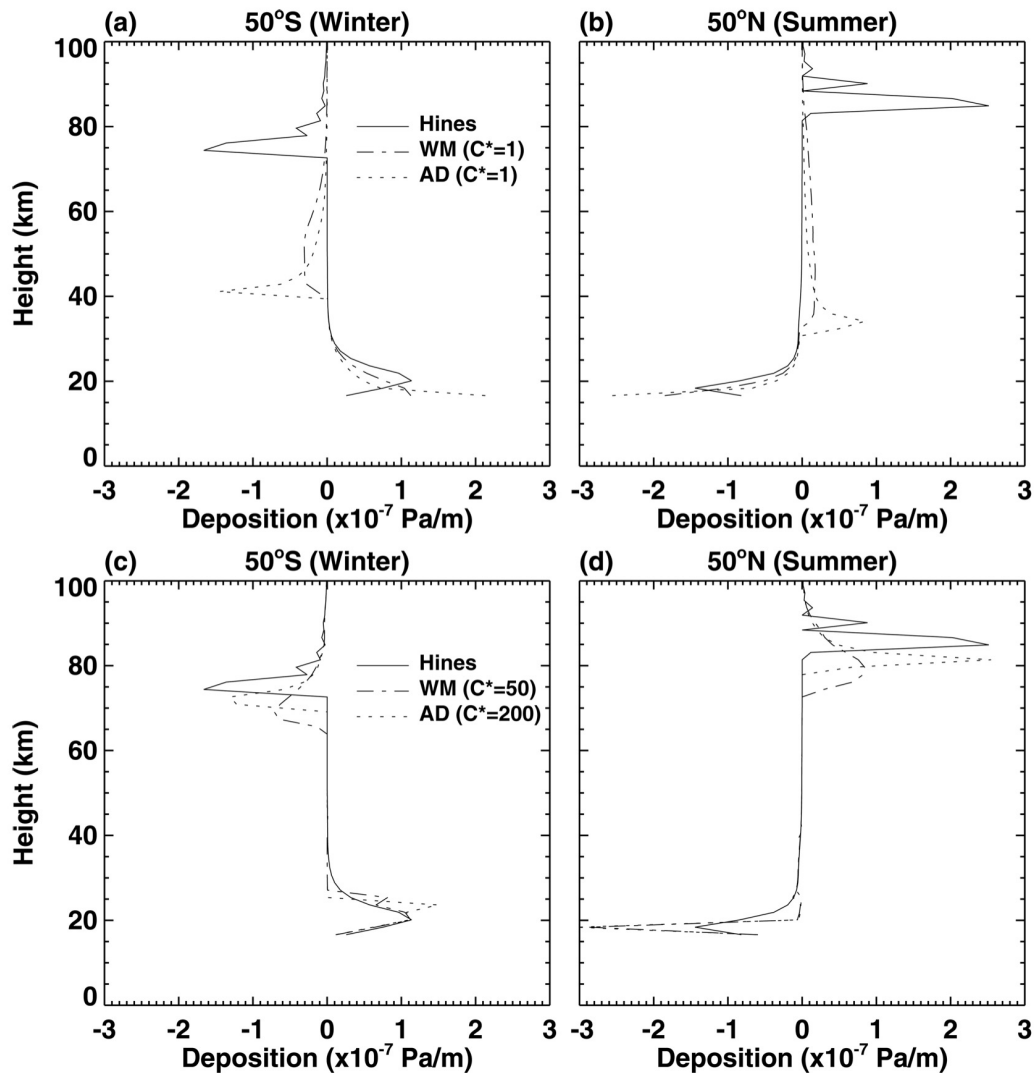 (a) 50°S (Winter)
(b) 50°N (Summer)
100
80
60
40
20
0
Height (km)
Hines
WM (C*=1)
AD (C*=1)
-3 -2 -1 0 1 2 3
-3 -2 -1 0 1 2 3
Deposition (x10⁻⁷ Pa/m)
Deposition (x10⁻⁷ Pa/m)
(c) 50°S (Winter)
(d) 50°N (Summer)
100
80
60
40
20
0
Height (km)
Hines
WM (C*=50)
AD (C*=200)
-3 -2 -1 0 1 2 3
-3 -2 -1 0 1 2 3
Deposition (x10⁻⁷ Pa/m)
Deposition (x10⁻⁷ Pa/m)